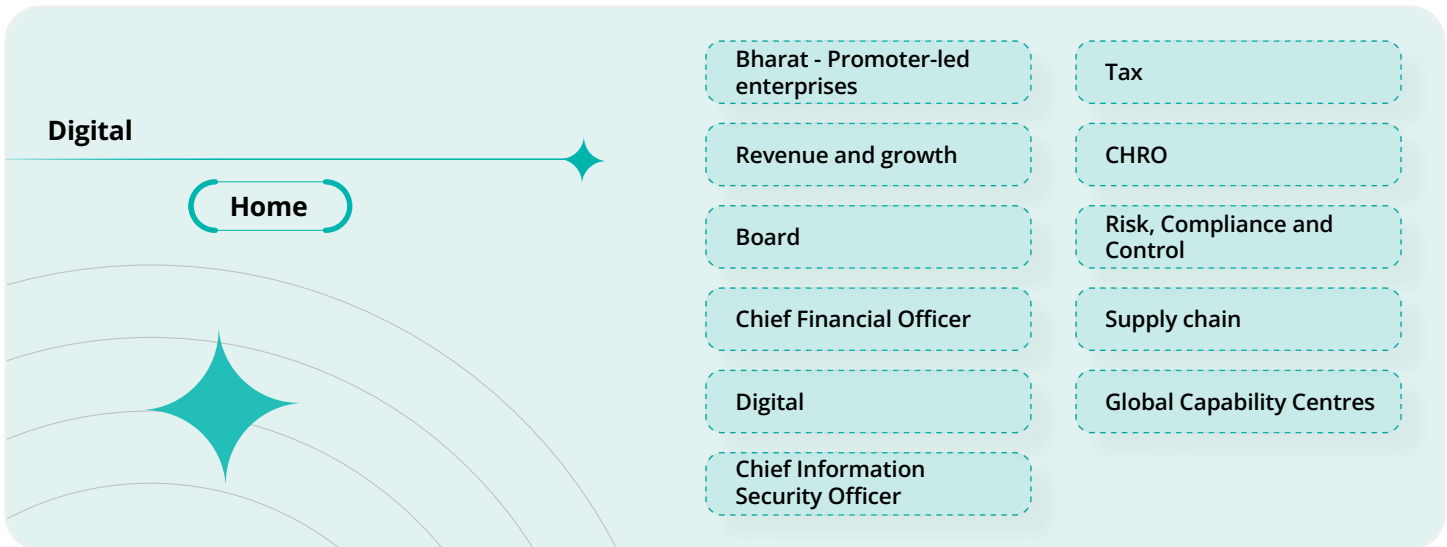 Digital
Home
Bharat - Promoter-led
enterprises
Revenue and growth
Board
Chief Financial Officer
Digital
Chief Information
Security Officer
Tax
CHRO
Risk, Compliance and
Control
Supply chain
Global Capability Centres